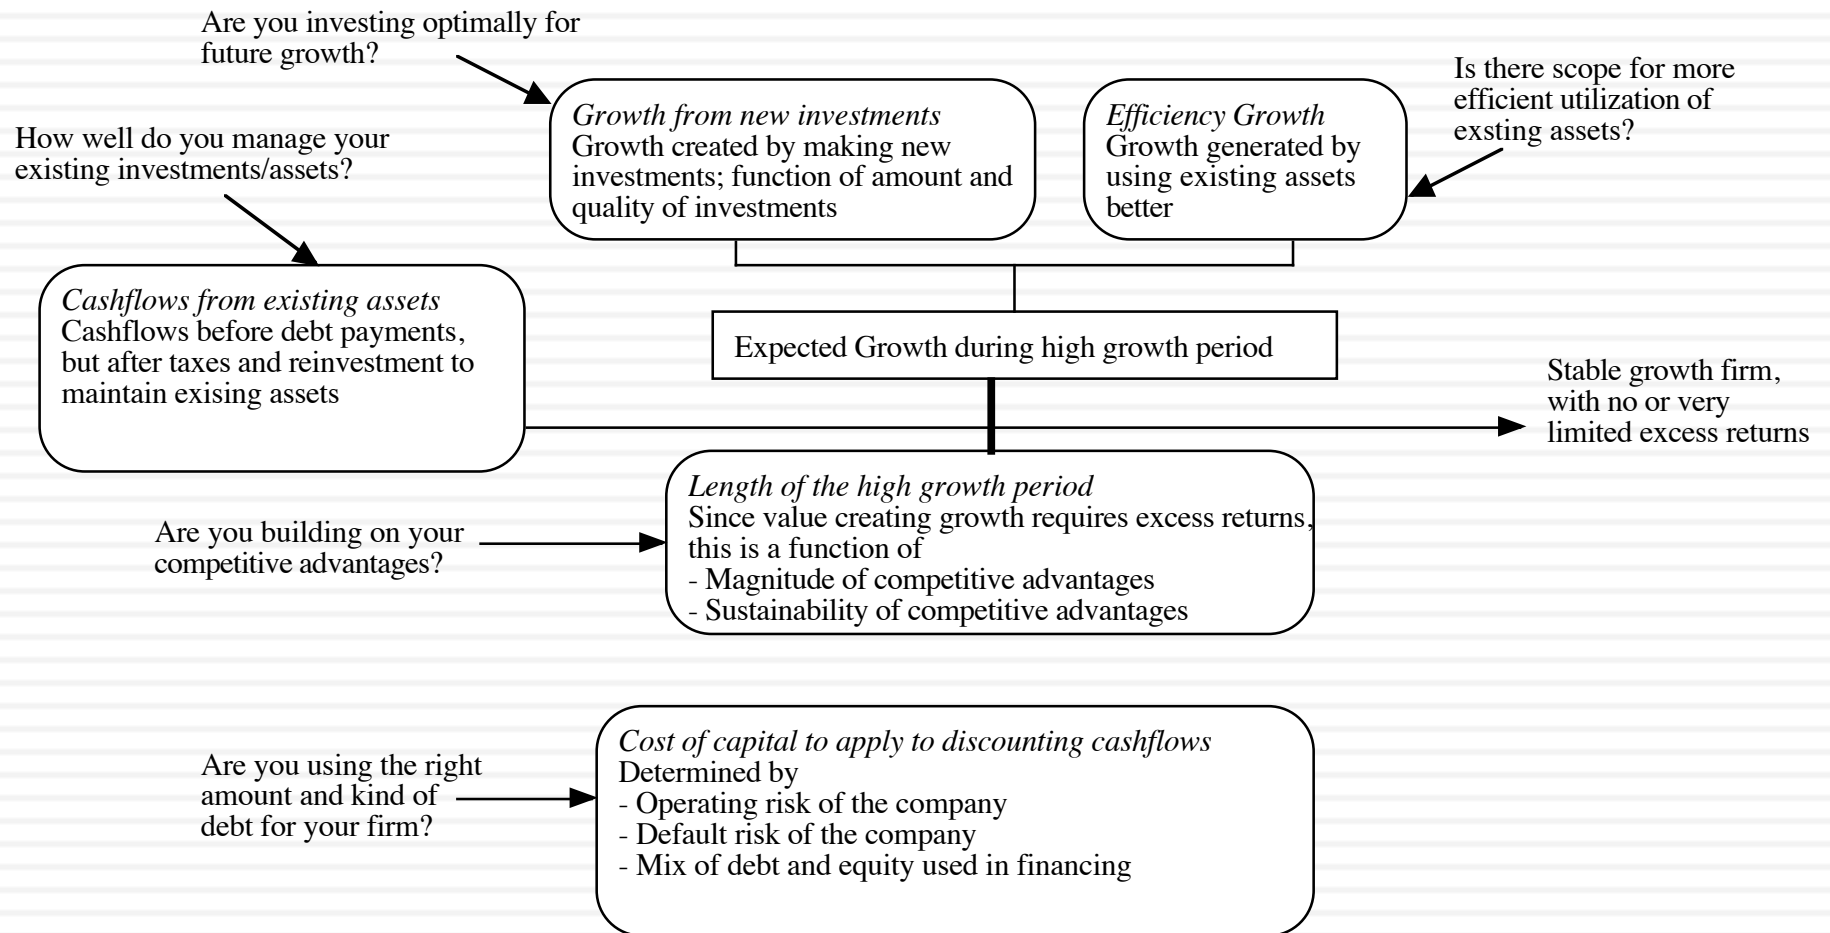 Are you investing optimally for
future growth?
Is there scope for more
efficient utilization of
exsting assets?
Growth from new investments
Growth created by making new
investments; function of amount and
quality of investments
Efficiency Growth
Growth generated by
using existing assets
better
How well do you manage your
existing investments/assets?
Cashflows from existing assets
Cashflows before debt payments,
but after taxes and reinvestment to
maintain exising assets
Expected Growth during high growth period
Stable growth firm,
with no or very
limited excess returns
Length of the high growth period
Since value creating growth requires excess returns,
this is a function of
- Magnitude of competitive advantages
- Sustainability of competitive advantages
Are you building on your
competitive advantages?
Cost of capital to apply to discounting cashflows
Determined by
- Operating risk of the company
- Default risk of the company
- Mix of debt and equity used in financing
Are you using the right
amount and kind of
debt for your firm?